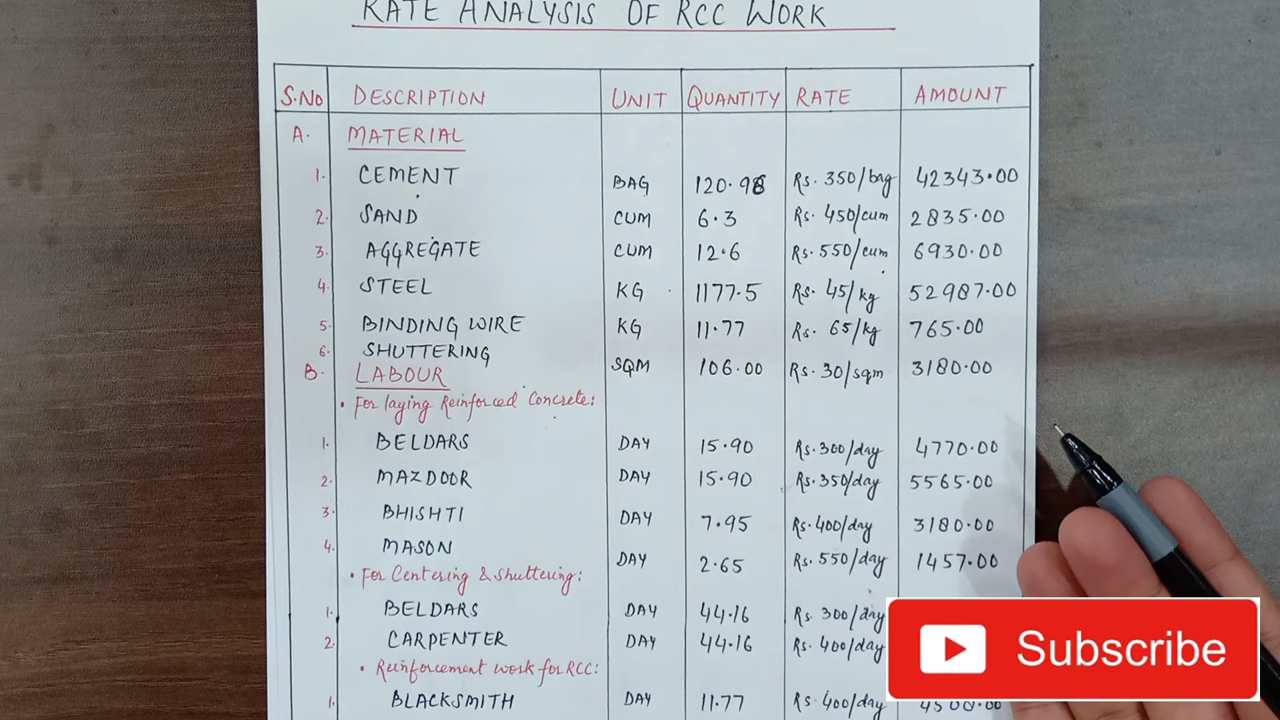 RATE ANALYSIS OF RCC WORK
S.NO DESCRIPTION UNIT QUANTITY RATE AMOUNT
A. MATERIAL
1. CEMENT BAG 120.98 Rs. 350/bag 42343.00
2. SAND CUM 6.3 Rs. 450/cum 2835.00
3. AGGREGATE CUM 12.6 Rs. 550/cum 6930.00
4. STEEL KG 1177.5 Rs. 45/kg 52987.00
5. BINDING WIRE KG 11.77 Rs. 65/kg 765.00
6. SHUTTERING SQM 106.00 Rs. 30/sqm 3180.00
B. LABOUR
• For laying Reinforced Concrete:
1. BELDARS DAY 15.90 Rs. 300/day 4770.00
2. MAZDOOR DAY 15.90 Rs. 350/day 5565.00
3. BHISHTI DAY 7.95 Rs. 400/day 3180.00
4. MASON DAY 2.65 Rs. 550/day 1457.00
• For Centering & Shuttering:
1. BELDARS DAY 44.16 Rs. 300/day
2. CARPENTER DAY 44.16 Rs. 400/day
• Reinforcement work for RCC:
1. BLACKSMITH DAY 11.77 Rs. 400/day
Subscribe